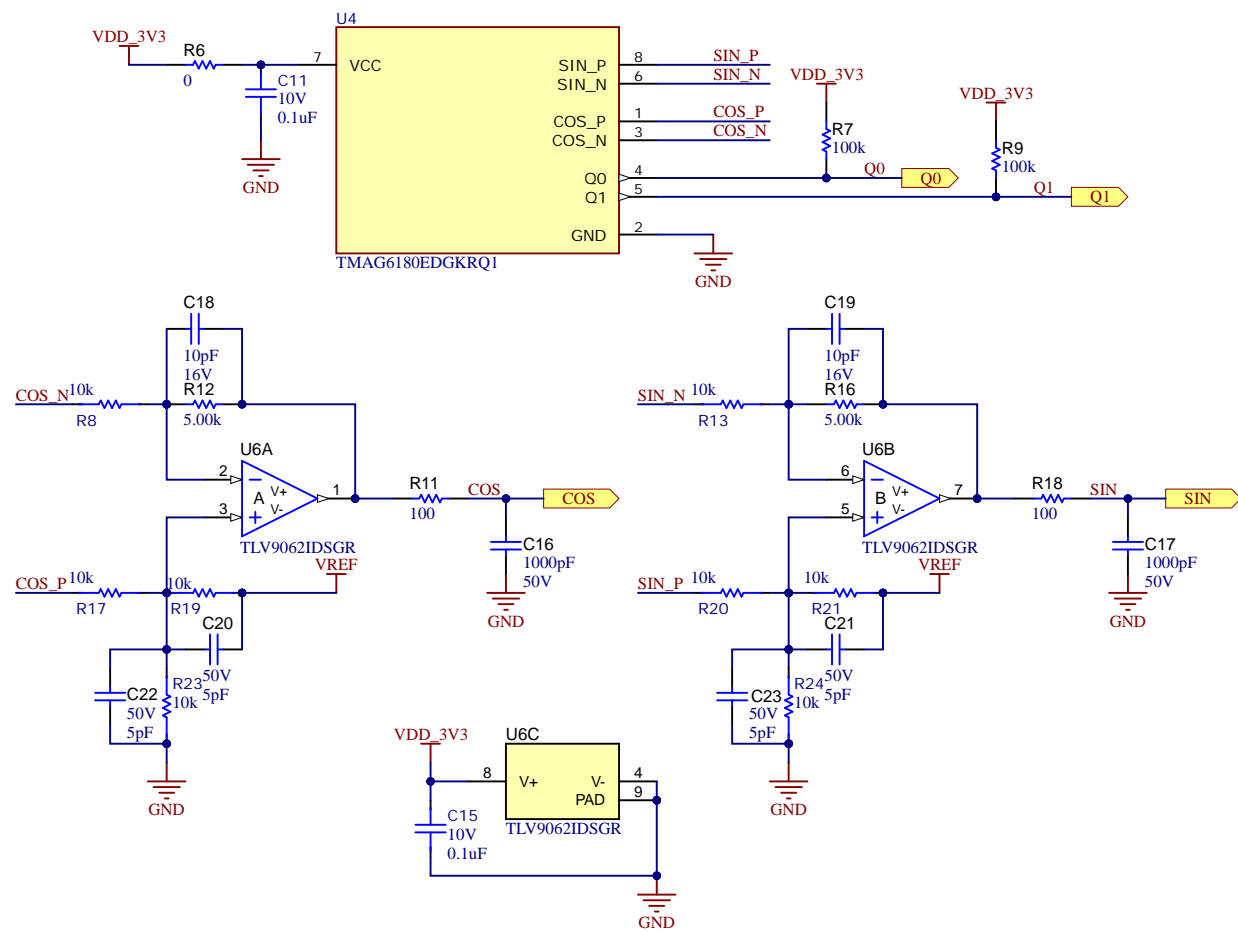 U4
VDD_3V3
R6
0
7
VCC
C11
10V
0.1uF
GND
SIN_P 8 SIN_P
SIN_N 6 SIN_N
COS_P 1 COS_P
COS_N 3 COS_N
Q0 4 Q0 Q0
Q1 5 Q1 Q1
GND 2
GND
TMAG6180EDGKRQ1
VDD_3V3
R7
100k
VDD_3V3
R9
100k
C18
10pF
16V
COS_N 10k
R8
R12
5.00k
U6A
2
3
A
V+
V-
1
TLV9062IDSGR
R11
100
COS
COS
C16
1000pF
50V
GND
COS_P 10k
R17
10k
R19
VREF
C20
50V
5pF
C22
50V
5pF
R23
10k
GND
C19
10pF
16V
SIN_N 10k
R13
R16
5.00k
U6B
6
5
B
V+
V-
7
TLV9062IDSGR
R18
100
SIN
SIN
C17
1000pF
50V
GND
SIN_P 10k
R20
10k
R21
VREF
C21
50V
5pF
C23
50V
5pF
R24
10k
GND
VDD_3V3
U6C
8
V+
V- 4
PAD 9
TLV9062IDSGR
C15
10V
0.1uF
GND